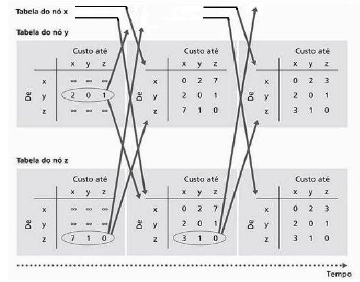 Tabela do nó x
Tabela do nó y
Custo até Custo até Custo até
x y z x y z x y z
x ∞ ∞ ∞ x 0 2 7 x 0 2 3
De y 2 0 1 De y 2 0 1 De y 2 0 1
z ∞ ∞ ∞ z 7 1 0 z 3 1 0
Tabela do nó z
Custo até Custo até Custo até
x y z x y z x y z
x ∞ ∞ ∞ x 0 2 7 x 0 2 3
De y ∞ ∞ ∞ De y 2 0 1 De y 2 0 1
z 7 1 0 z 3 1 0 z 3 1 0
Tempo